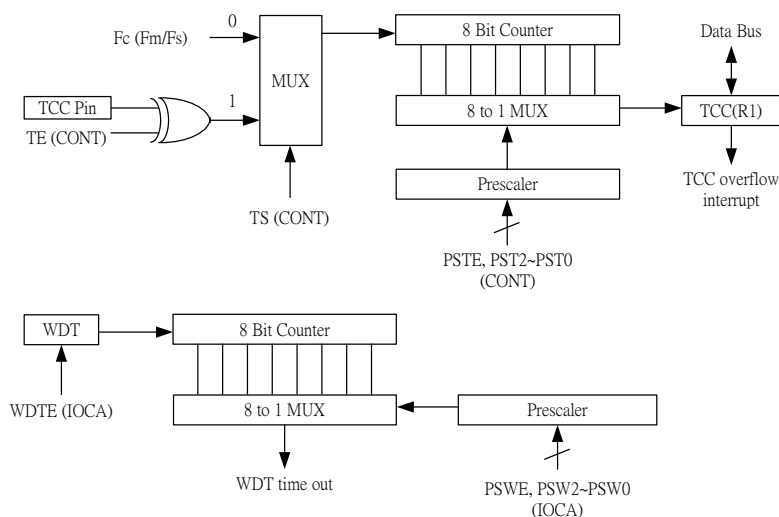 Fc (Fm/Fs)
0
MUX
8 Bit Counter
Data Bus
TCC Pin
1
TE (CONT)
8 to 1 MUX
TCC(R1)
TS (CONT)
Prescaler
TCC overflow
interrupt
PSTE, PST2~PST0
(CONT)
WDT
8 Bit Counter
WDTE (IOCA)
8 to 1 MUX
Prescaler
WDT time out
PSWE, PSW2~PSW0
(IOCA)